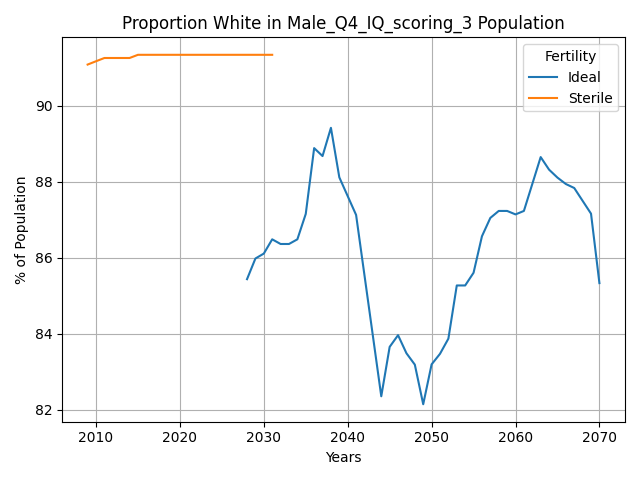 Proportion White in Male_Q4_IQ_scoring_3 Population
Fertility
Ideal
Sterile
% of Population
90
88
86
84
82
2010 2020 2030 2040 2050 2060 2070
Years